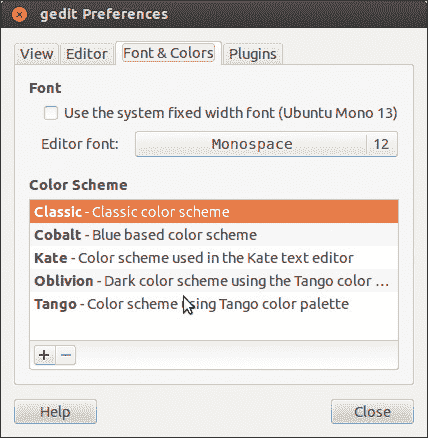 gedit Preferences
View Editor Font & Colors Plugins
Font
Use the system fixed width font (Ubuntu Mono 13)
Editor font: Monospace 12
Color Scheme
Classic - Classic color scheme
Cobalt - Blue based color scheme
Kate - Color scheme used in the Kate text editor
Oblivion - Dark color scheme using the Tango color ...
Tango - Color scheme using Tango color palette
Help Close